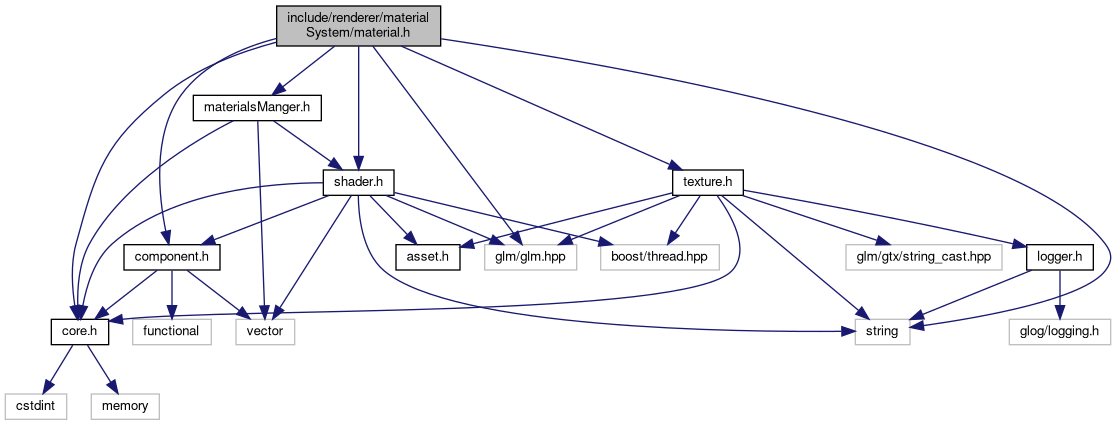 include/renderer/material
System/material.h
materialsManger.h
shader.h
texture.h
component.h
asset.h
glm/glm.hpp
boost/thread.hpp
glm/gtx/string_cast.hpp
logger.h
core.h
functional
vector
string
glog/logging.h
cstdint
memory